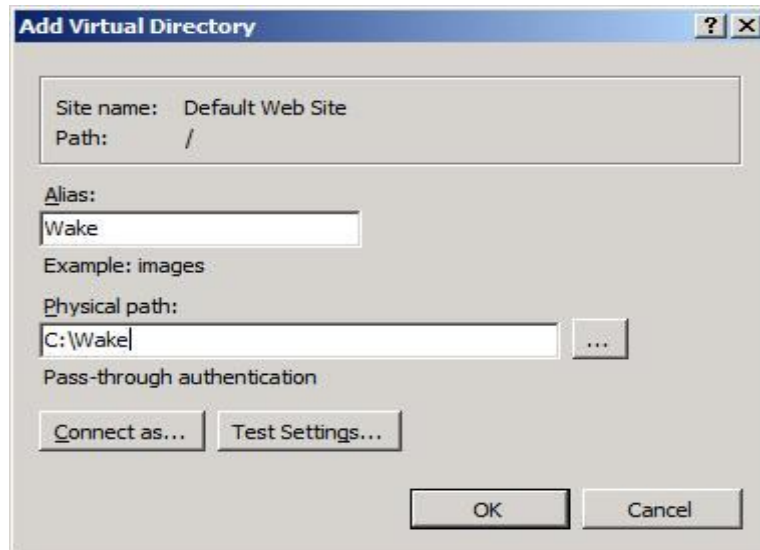 Add Virtual Directory
Site name: Default Web Site
Path: /
Alias:
Wake
Example: images
Physical path:
C:\Wake
...
Pass-through authentication
Connect as... Test Settings...
OK Cancel